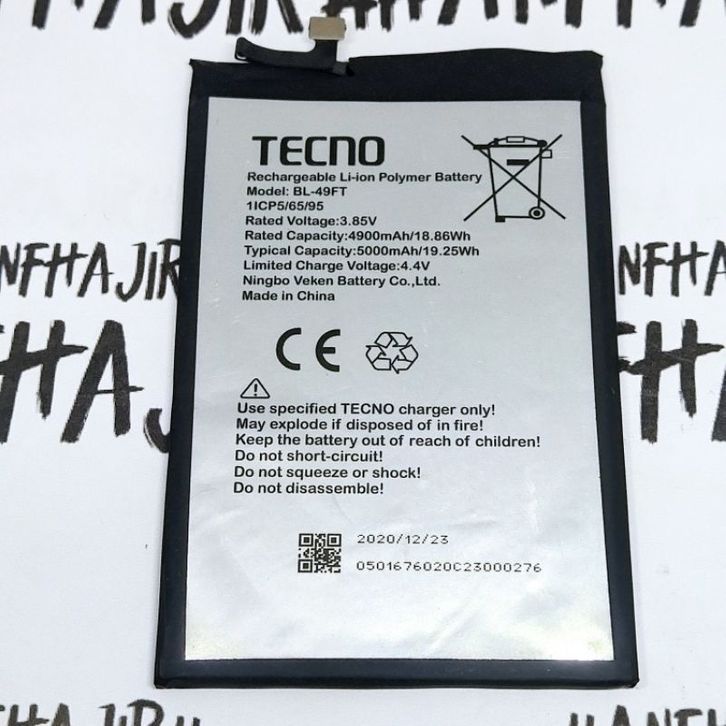 HANFHAJIRU
TECNO
Rechargeable Li-ion Polymer Battery
Model: BL-49FT
1ICP5/65/95
Rated Voltage:3.85V
Rated Capacity:4900mAh/18.86Wh
Typical Capacity:5000mAh/19.25Wh
Limited Charge Voltage:4.4V
Ningbo Veken Battery Co.,Ltd.
Made in China
CE
Use specified TECNO charger only!
May explode if disposed of in fire!
Keep the battery out of reach of children!
Do not short-circuit!
Do not squeeze or shock!
Do not disassemble!
2020/12/23
0501676020C23000276